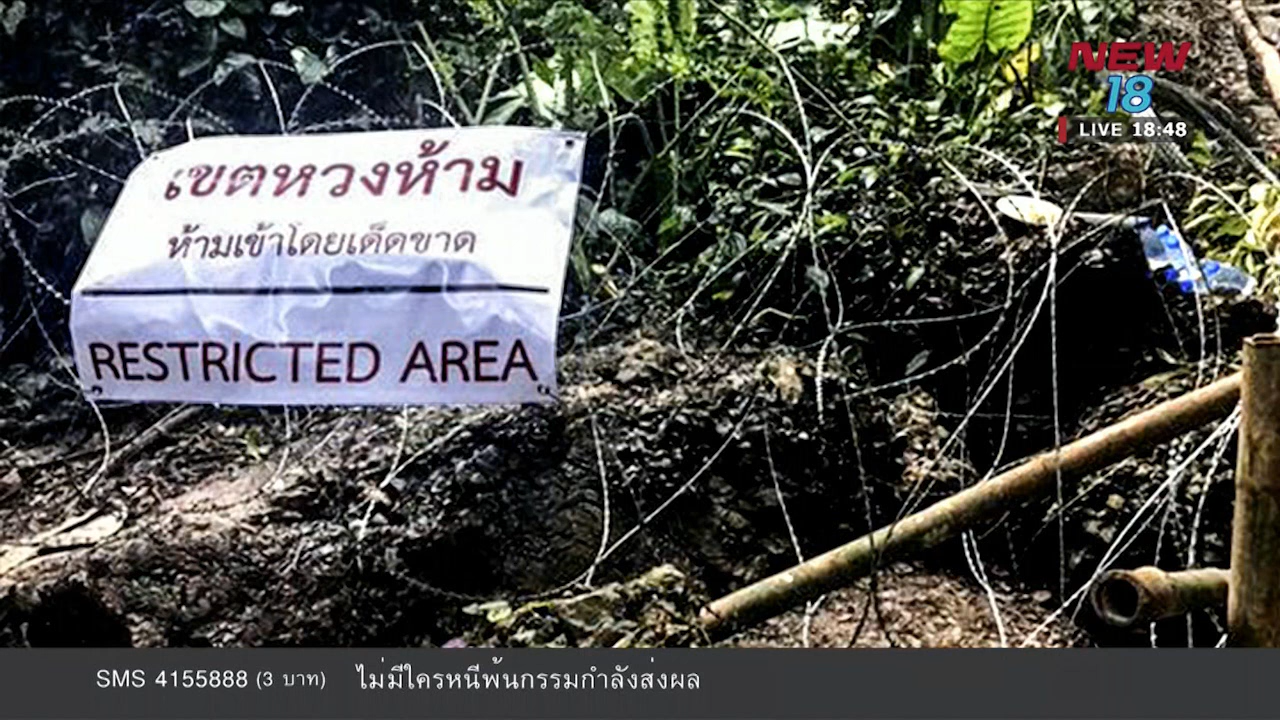 เขตหวงห้าม
ห้ามเข้าโดยเด็ดขาด
RESTRICTED AREA
NEW
18
LIVE 18:48
SMS 4155888 (3 บาท) ไม่มีใครหนีพ้นกรรมกำลังส่งผล